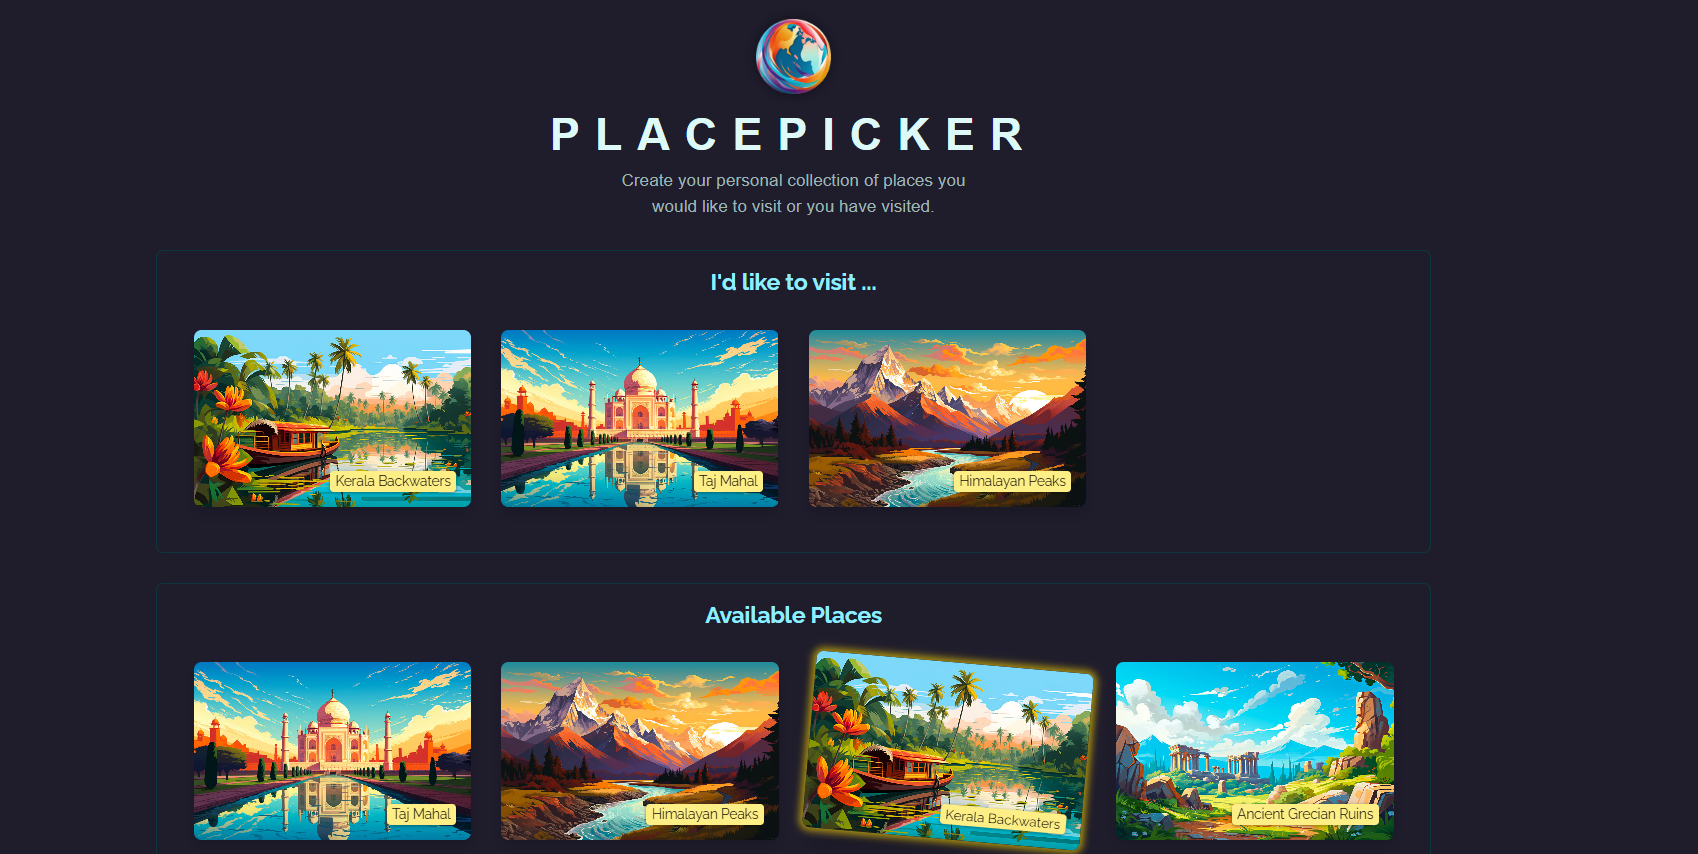 PLACEPICKER
Create your personal collection of places you
would like to visit or you have visited.
I'd like to visit ...
Kerala Backwaters
Taj Mahal
Himalayan Peaks
Available Places
Taj Mahal
Himalayan Peaks
Kerala Backwaters
Ancient Grecian Ruins